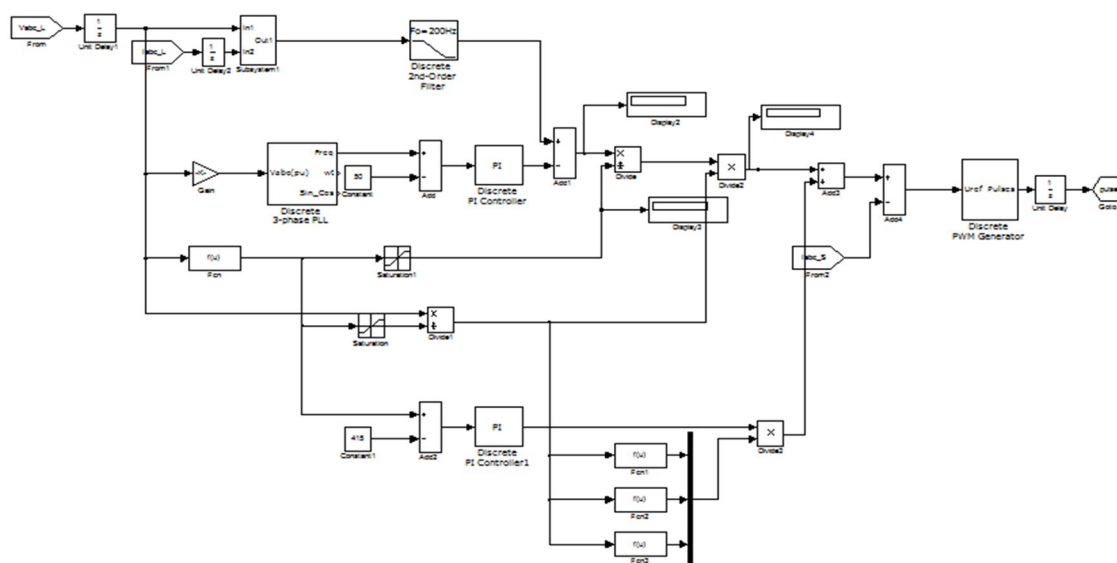 Vabc_L
From
1
z
Unit Delay1
Iabc_L
From1
1
z
Unit Delay2
In1
In2
Out1
Subsystem1
Fo=200Hz
Discrete
2nd-Order
Filter
Display2
Display4
-K-
Gain
Vabc(pu)
Freq
wt
Sin_Cos
Discrete
3-phase PLL
50
Constant
+
-
Add
PI
Discrete
PI Controller
+
-
Add1
×
÷
Divide
×
Divide2
Display3
+
+
Add3
+
-
Add4
Uref Pulses
Discrete
PWM Generator
1
z
Unit Delay
pulse
Goto
Iabc_S
From2
f(u)
Fcn
Saturation1
Saturation
×
÷
Divide1
415
Constant1
+
-
Add2
PI
Discrete
PI Controller1
×
Divide3
f(u)
Fcn1
f(u)
Fcn2
f(u)
Fcn3